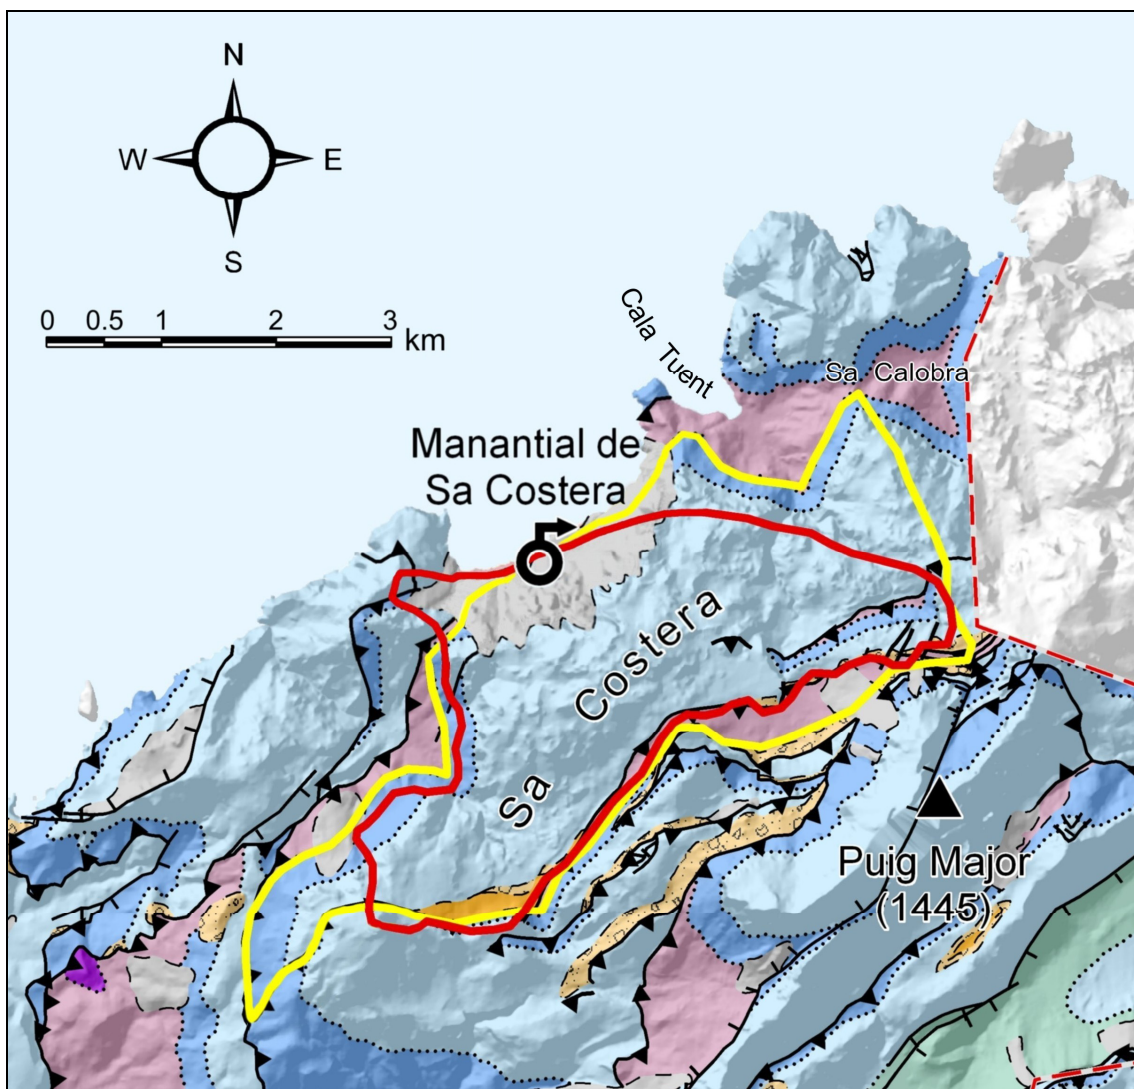 N
W E
S
0 0.5 1 2 3 km
Cala Tuent
Sa Calobra
Manantial de
Sa Costera
Sa Costera
Puig Major
(1445)